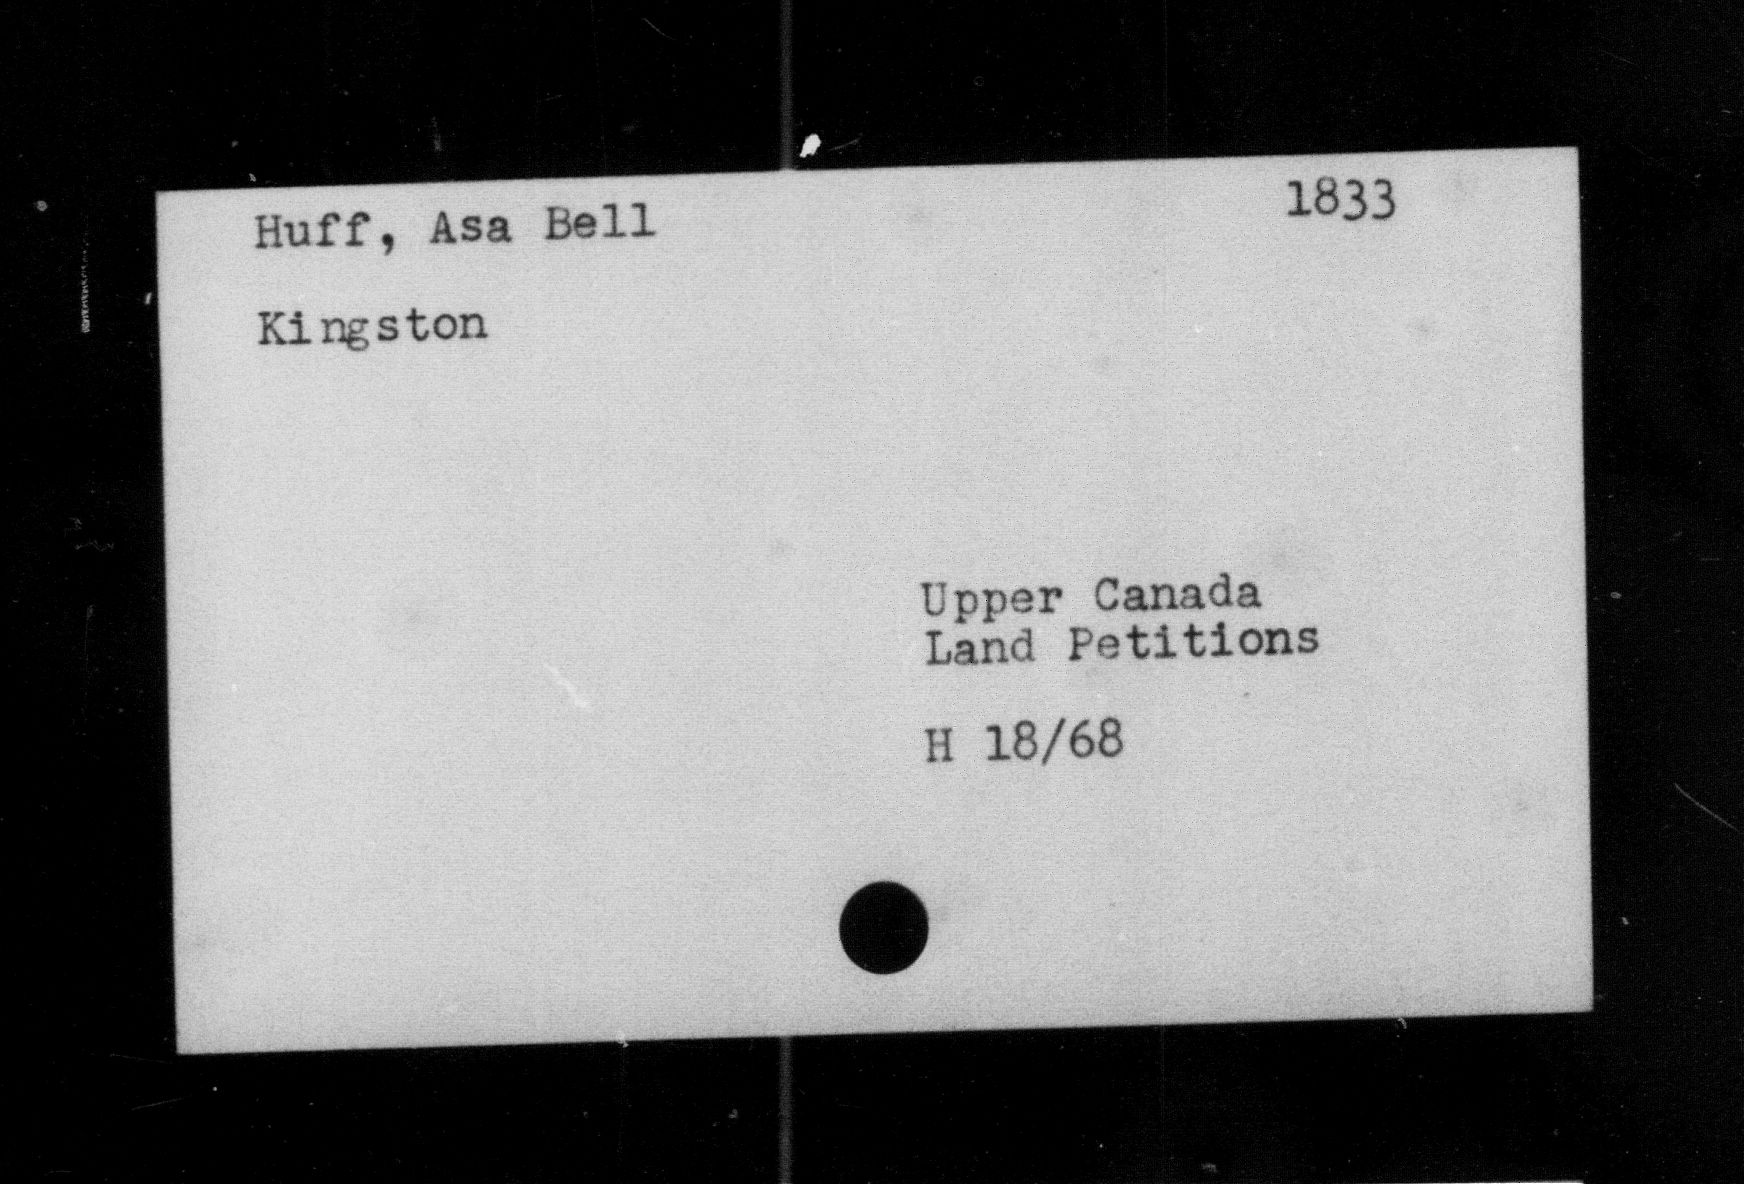 Huff, Asa Bell 1833
Kingston
Upper Canada
Land Petitions
H 18/68